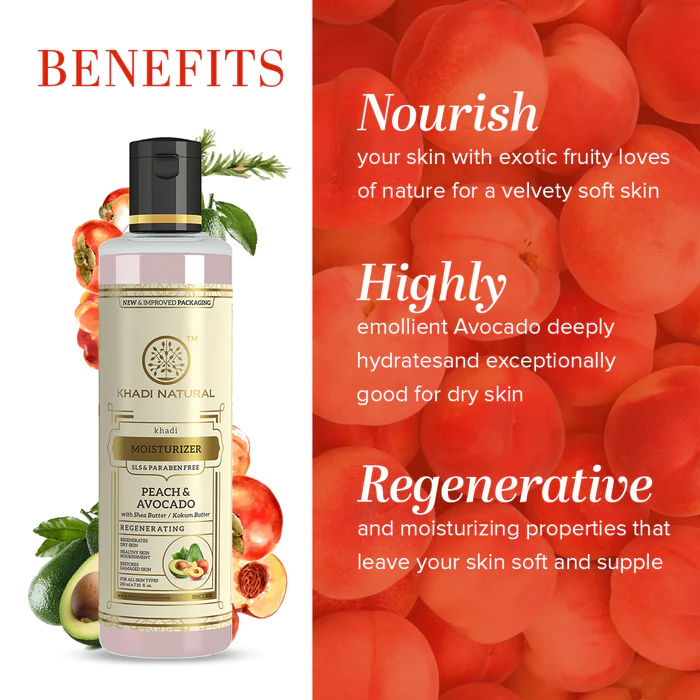 BENEFITS
Nourish
your skin with exotic fruity loves
of nature for a velvety soft skin
Highly
emollient Avocado deeply
hydratesand exceptionally
good for dry skin
Regenerative
and moisturizing properties that
leave your skin soft and supple
NEW & IMPROVED PACKAGING
TM
KHADI NATURAL
khadi
MOISTURIZER
SLS & PARABEN FREE
PEACH &
AVOCADO
with Shea Butter / Kokum Butter
REGENERATING
REGENERATES
DRY SKIN
HEALTHY SKIN
NOURISHMENT
RESTORES
DAMAGED SKIN
FOR ALL SKIN TYPES